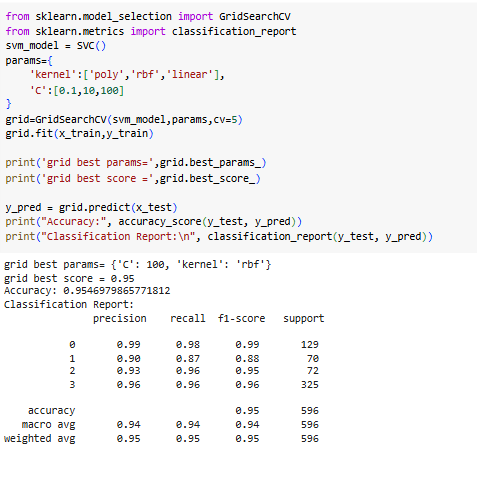 from sklearn.model_selection import GridSearchCV
from sklearn.metrics import classification_report
svm_model = SVC()
params={
    'kernel':['poly','rbf','linear'],
    'C':[0.1,10,100]
}
grid=GridSearchCV(svm_model,params,cv=5)
grid.fit(x_train,y_train)

print('grid best params=',grid.best_params_)
print('grid best score =',grid.best_score_)

y_pred = grid.predict(x_test)
print("Accuracy:", accuracy_score(y_test, y_pred))
print("Classification Report:\n", classification_report(y_test, y_pred))

grid best params= {'C': 100, 'kernel': 'rbf'}
grid best score = 0.95
Accuracy: 0.9546979865771812
Classification Report:
               precision    recall  f1-score   support

           0       0.99      0.98      0.99       129
           1       0.90      0.87      0.88        70
           2       0.93      0.96      0.95        72
           3       0.96      0.96      0.96       325

    accuracy                           0.95       596
   macro avg       0.94      0.94      0.94       596
weighted avg       0.95      0.95      0.95       596